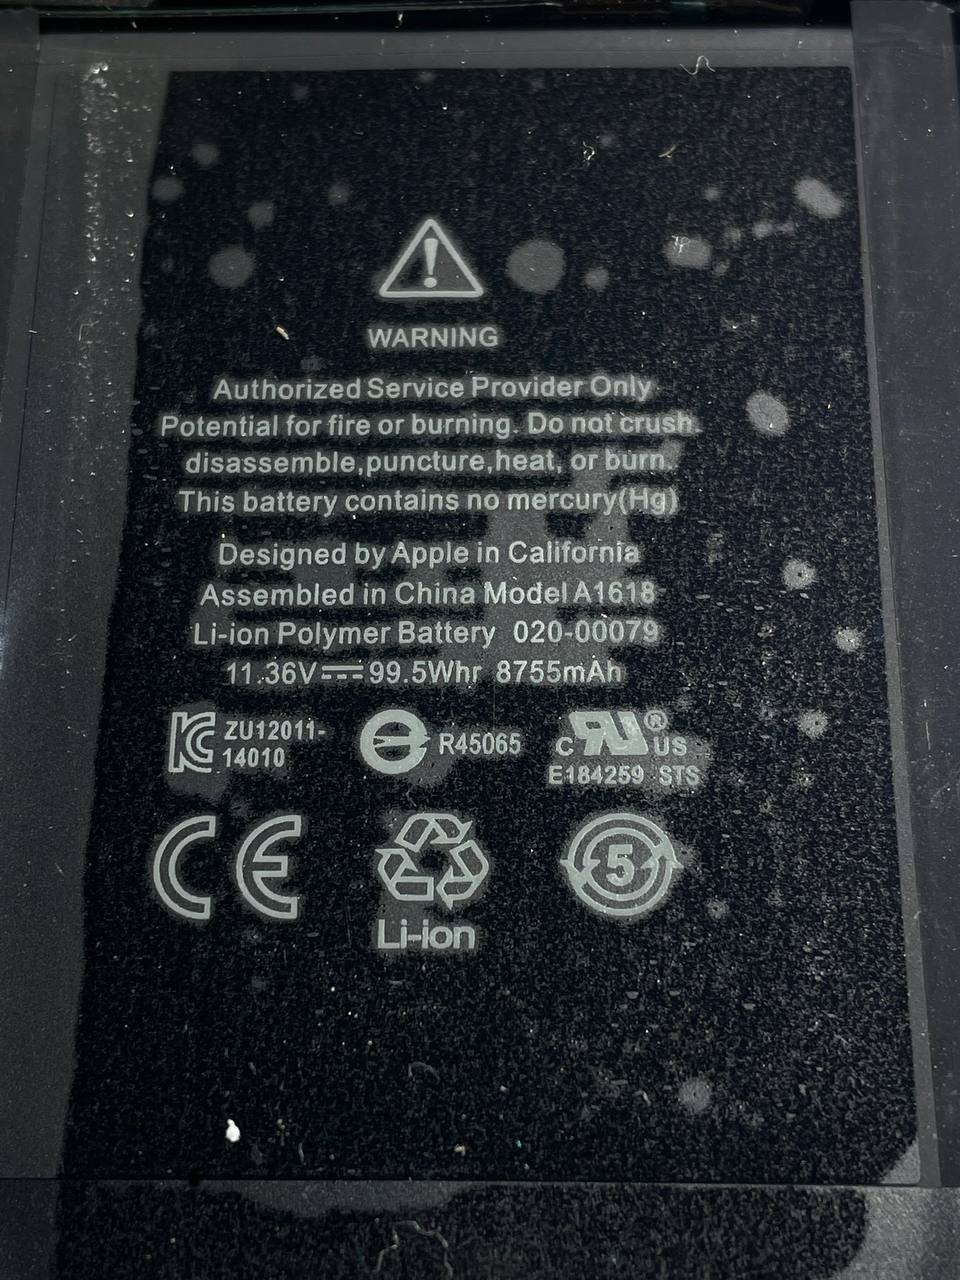 WARNING
Authorized Service Provider Only
Potential for fire or burning. Do not crush.
disassemble,puncture,heat, or burn.
This battery contains no mercury(Hg)
Designed by Apple in California
Assembled in China Model A1618
Li-ion Polymer Battery 020-00079
11.36V 99.5Whr 8755mAh
ZU12011-
14010
R45065
C RU ® US
E184259 STS
CE
5
Li-ion